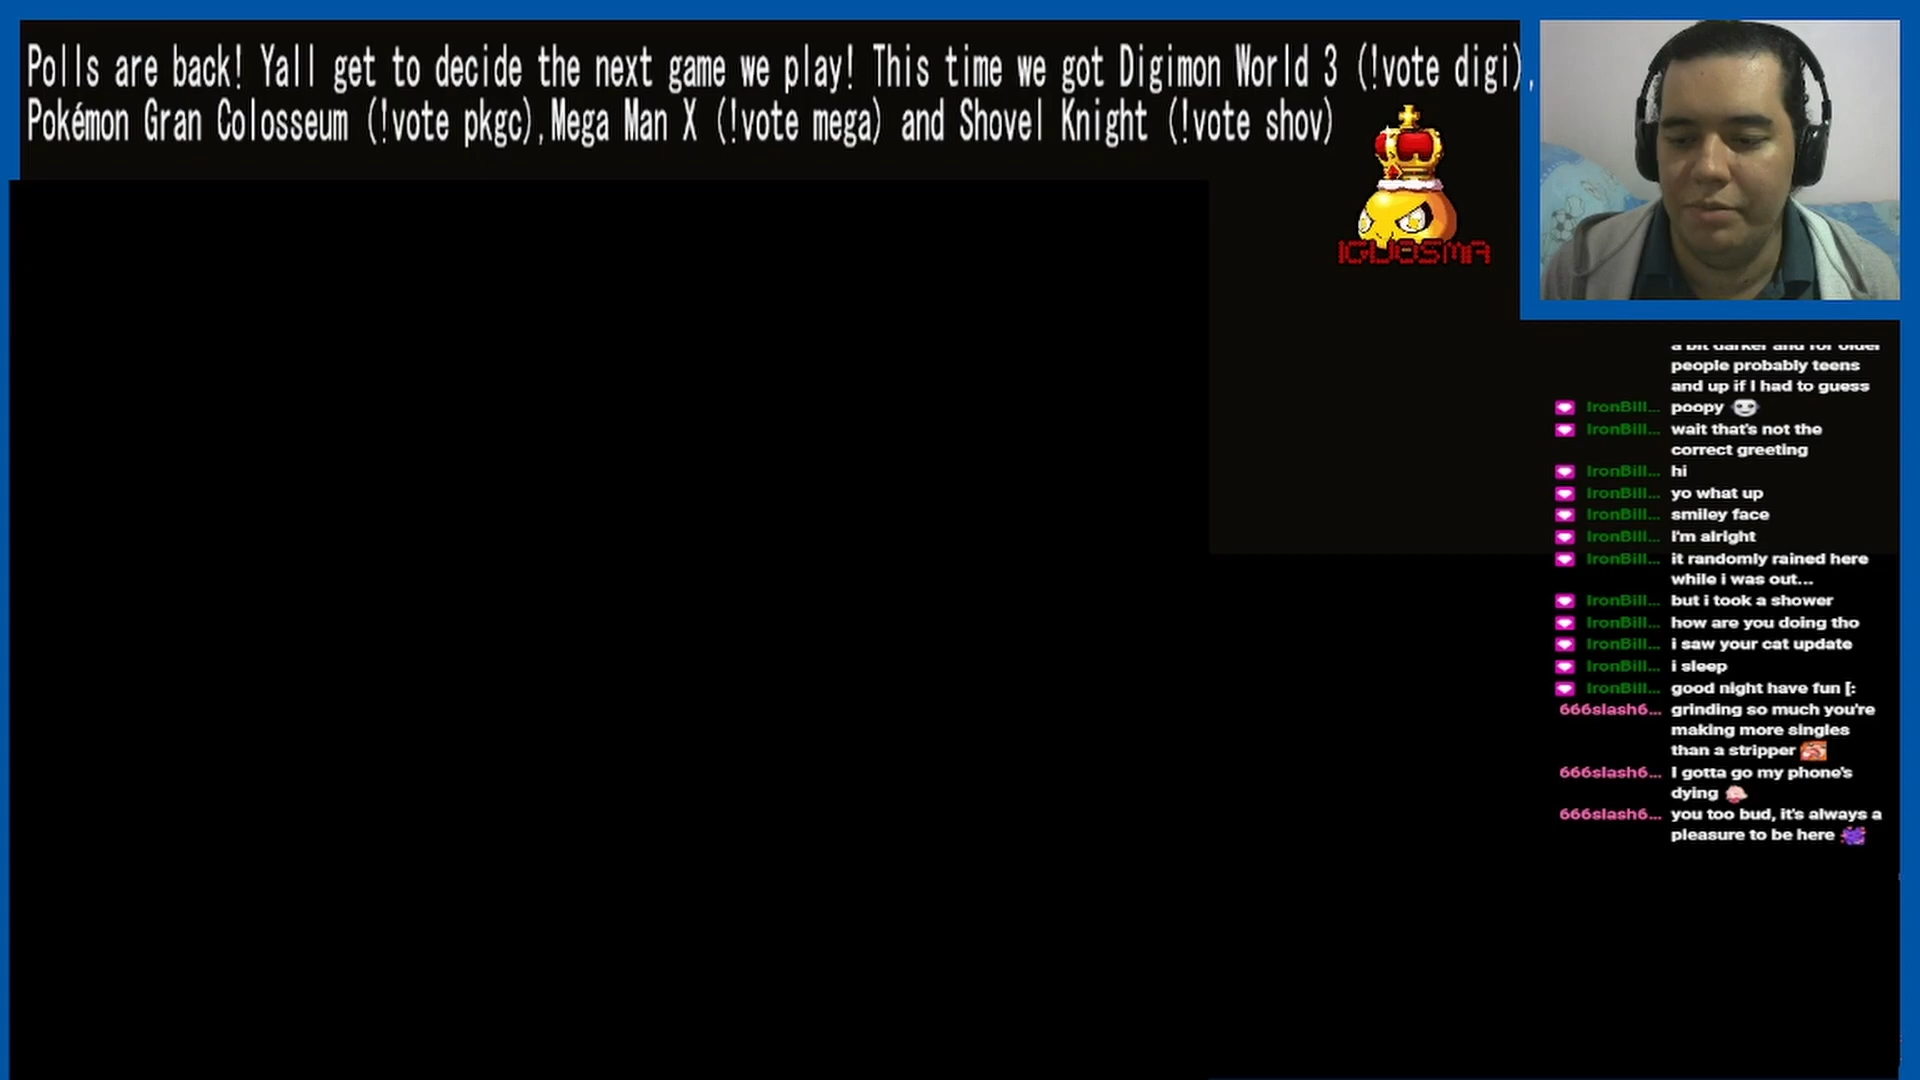 Polls are back! Yall get to decide the next game we play! This time we got Digimon World 3 (!vote digi),
Pokémon Gran Colosseum (!vote pkgc),Mega Man X (!vote mega) and Shovel Knight (!vote shov)
IGUASMA
a bit darker and for older
people probably teens
and up if I had to guess
IronBill... poopy
IronBill... wait that's not the
correct greeting
IronBill... hi
IronBill... yo what up
IronBill... smiley face
IronBill... I'm alright
IronBill... it randomly rained here
while i was out...
IronBill... but i took a shower
IronBill... how are you doing tho
IronBill... i saw your cat update
IronBill... i sleep
IronBill... good night have fun [:
666slash6... grinding so much you're
making more singles
than a stripper
666slash6... I gotta go my phone's
dying
666slash6... you too bud, it's always a
pleasure to be here